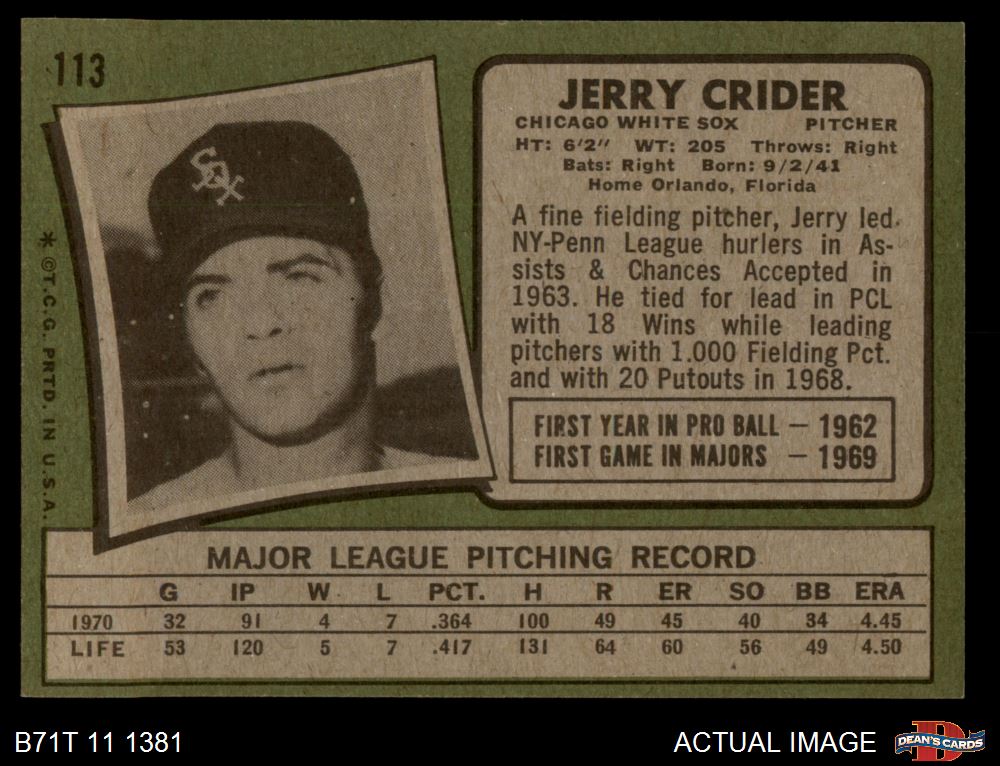 113
JERRY CRIDER
CHICAGO WHITE SOX PITCHER
HT: 6'2" WT: 205 Throws: Right
Bats: Right Born: 9/2/41
Home Orlando, Florida
A fine fielding pitcher, Jerry led
NY-Penn League hurlers in As-
sists & Chances Accepted in
1963. He tied for lead in PCL
with 18 Wins while leading
pitchers with 1.000 Fielding Pct.
and with 20 Putouts in 1968.
FIRST YEAR IN PRO BALL — 1962
FIRST GAME IN MAJORS — 1969
SOX
* ©T.C.G. PRTD. IN U.S.A.
MAJOR LEAGUE PITCHING RECORD
G IP W L PCT. H R ER SO BB ERA
1970 32 91 4 7 .364 100 49 45 40 34 4.45
LIFE 53 120 5 7 .417 131 64 60 56 49 4.50
B71T 11 1381
ACTUAL IMAGE
DEAN'S CARDS